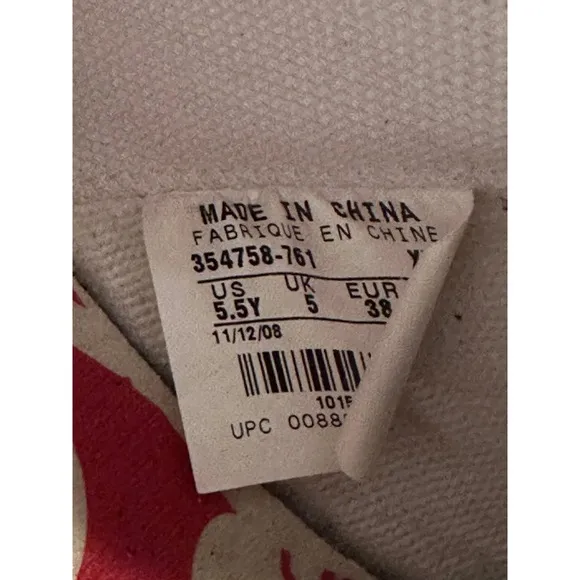 MADE IN CHINA
FABRIQUE EN CHINE
354758-761
US UK EUR
5.5Y 5 38
11/12/08
101
UPC 0088